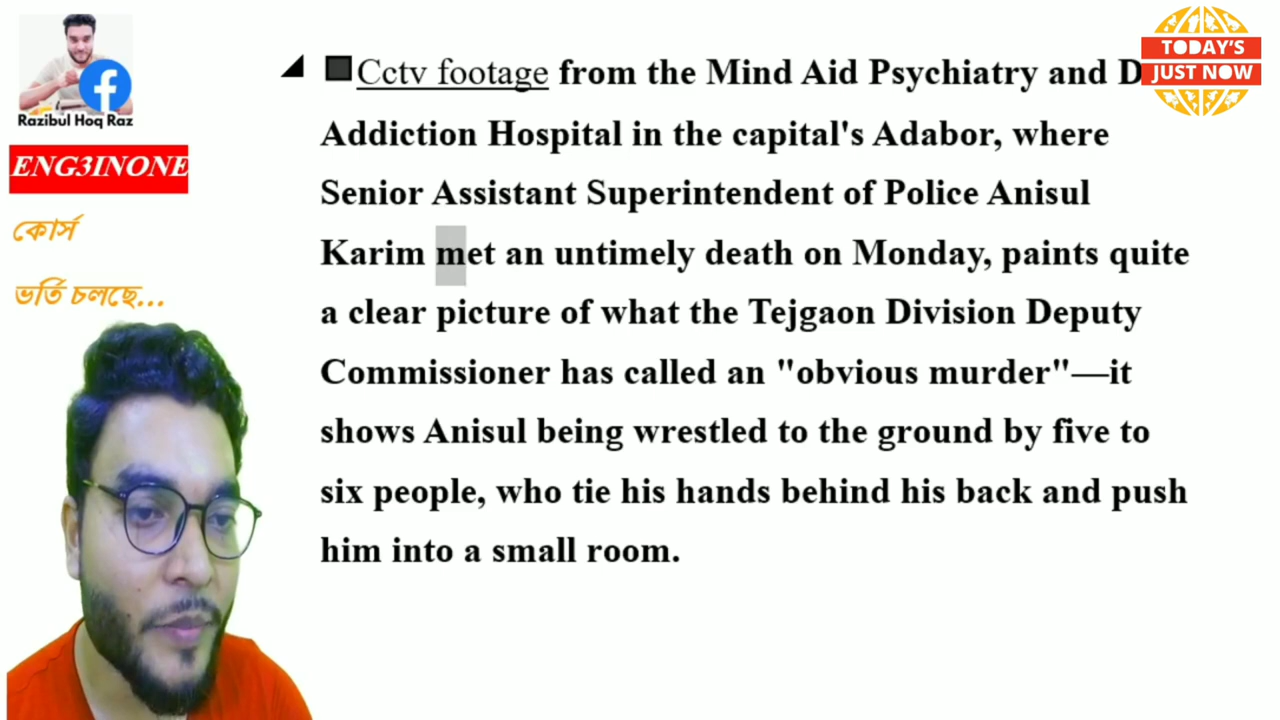 Razibul Hoq Raz
ENG3INONE
কোর্স
ভর্তি চলছে...
Cctv footage from the Mind Aid Psychiatry and D
Addiction Hospital in the capital's Adabor, where
Senior Assistant Superintendent of Police Anisul
Karim met an untimely death on Monday, paints quite
a clear picture of what the Tejgaon Division Deputy
Commissioner has called an "obvious murder"—it
shows Anisul being wrestled to the ground by five to
six people, who tie his hands behind his back and push
him into a small room.
TODAY'S
JUST NOW